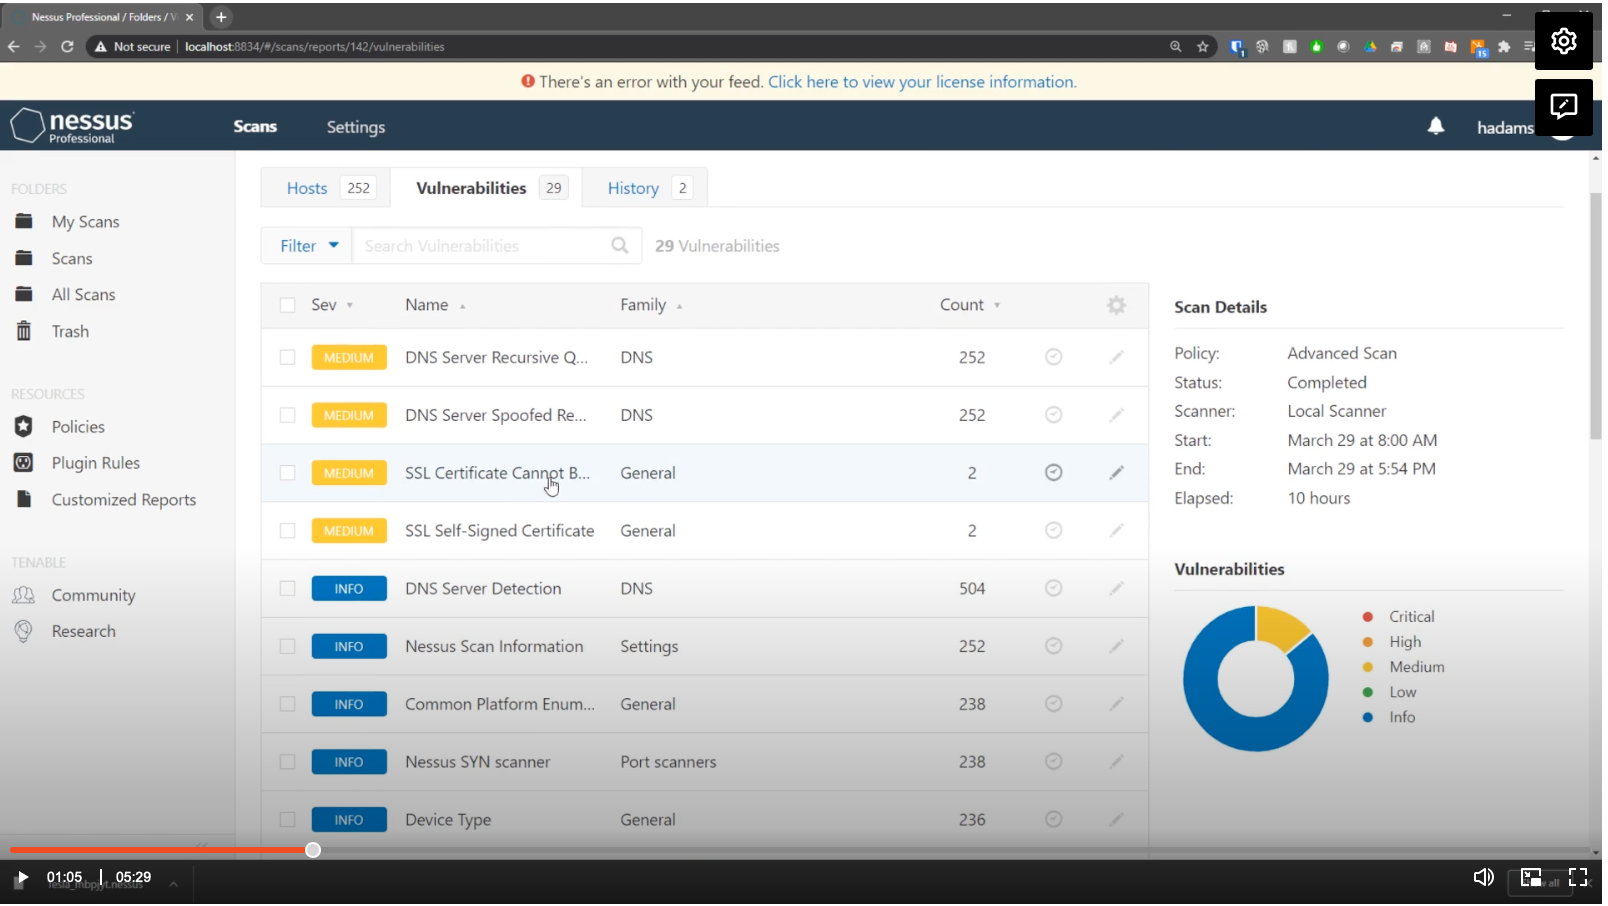 Nessus Professional / Folders / Vi
Not secure
localhost:8834/#/scans/reports/142/vulnerabilities
There's an error with your feed. Click here to view your license information.
nessus
Professional
Scans
Settings
hadams
FOLDERS
My Scans
Scans
All Scans
Trash
RESOURCES
Policies
Plugin Rules
Customized Reports
TENABLE
Community
Research
Hosts 252
Vulnerabilities 29
History 2
Filter
Search Vulnerabilities
29 Vulnerabilities
Sev Name Family Count
MEDIUM DNS Server Recursive Q... DNS 252
MEDIUM DNS Server Spoofed Re... DNS 252
MEDIUM SSL Certificate Cannot B... General 2
MEDIUM SSL Self-Signed Certificate General 2
INFO DNS Server Detection DNS 504
INFO Nessus Scan Information Settings 252
INFO Common Platform Enum... General 238
INFO Nessus SYN scanner Port scanners 238
INFO Device Type General 236
Scan Details
Policy: Advanced Scan
Status: Completed
Scanner: Local Scanner
Start: March 29 at 8:00 AM
End: March 29 at 5:54 PM
Elapsed: 10 hours
Vulnerabilities
Critical
High
Medium
Low
Info
01:05 | 05:29